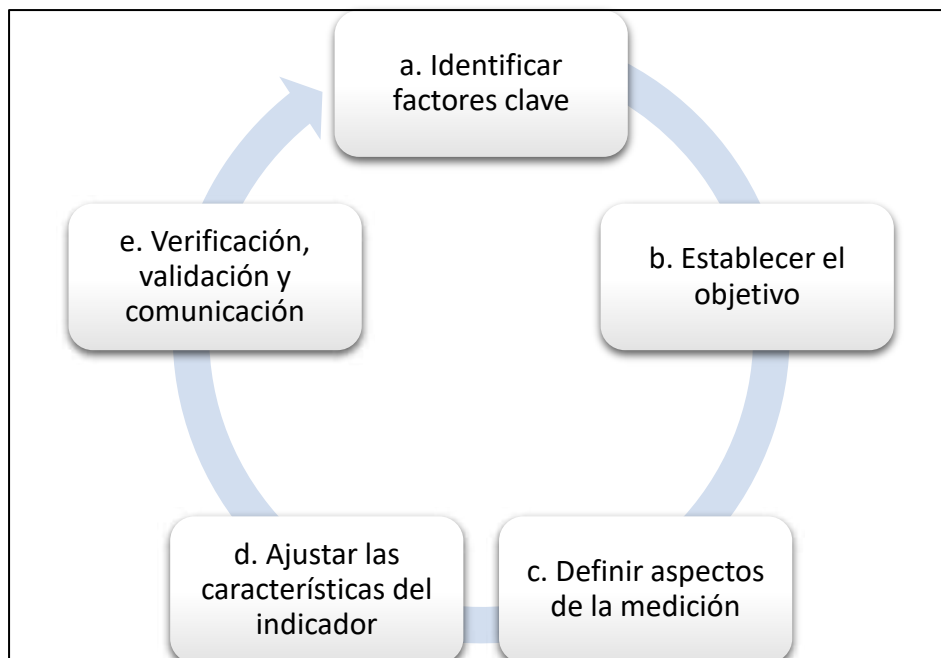 a. Identificar
factores clave
b. Establecer el
objetivo
c. Definir aspectos
de la medición
d. Ajustar las
características del
indicador
e. Verificación,
validación y
comunicación